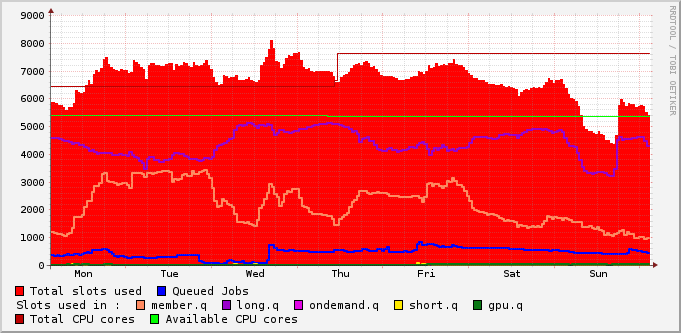 9000
8000
7000
6000
5000
4000
3000
2000
1000
0
Mon Tue Wed Thu Fri Sat Sun
RRDTOOL / TOBI OETIKER
Total slots used Queued Jobs
Slots used in : member.q long.q ondemand.q short.q gpu.q
Total CPU cores Available CPU cores